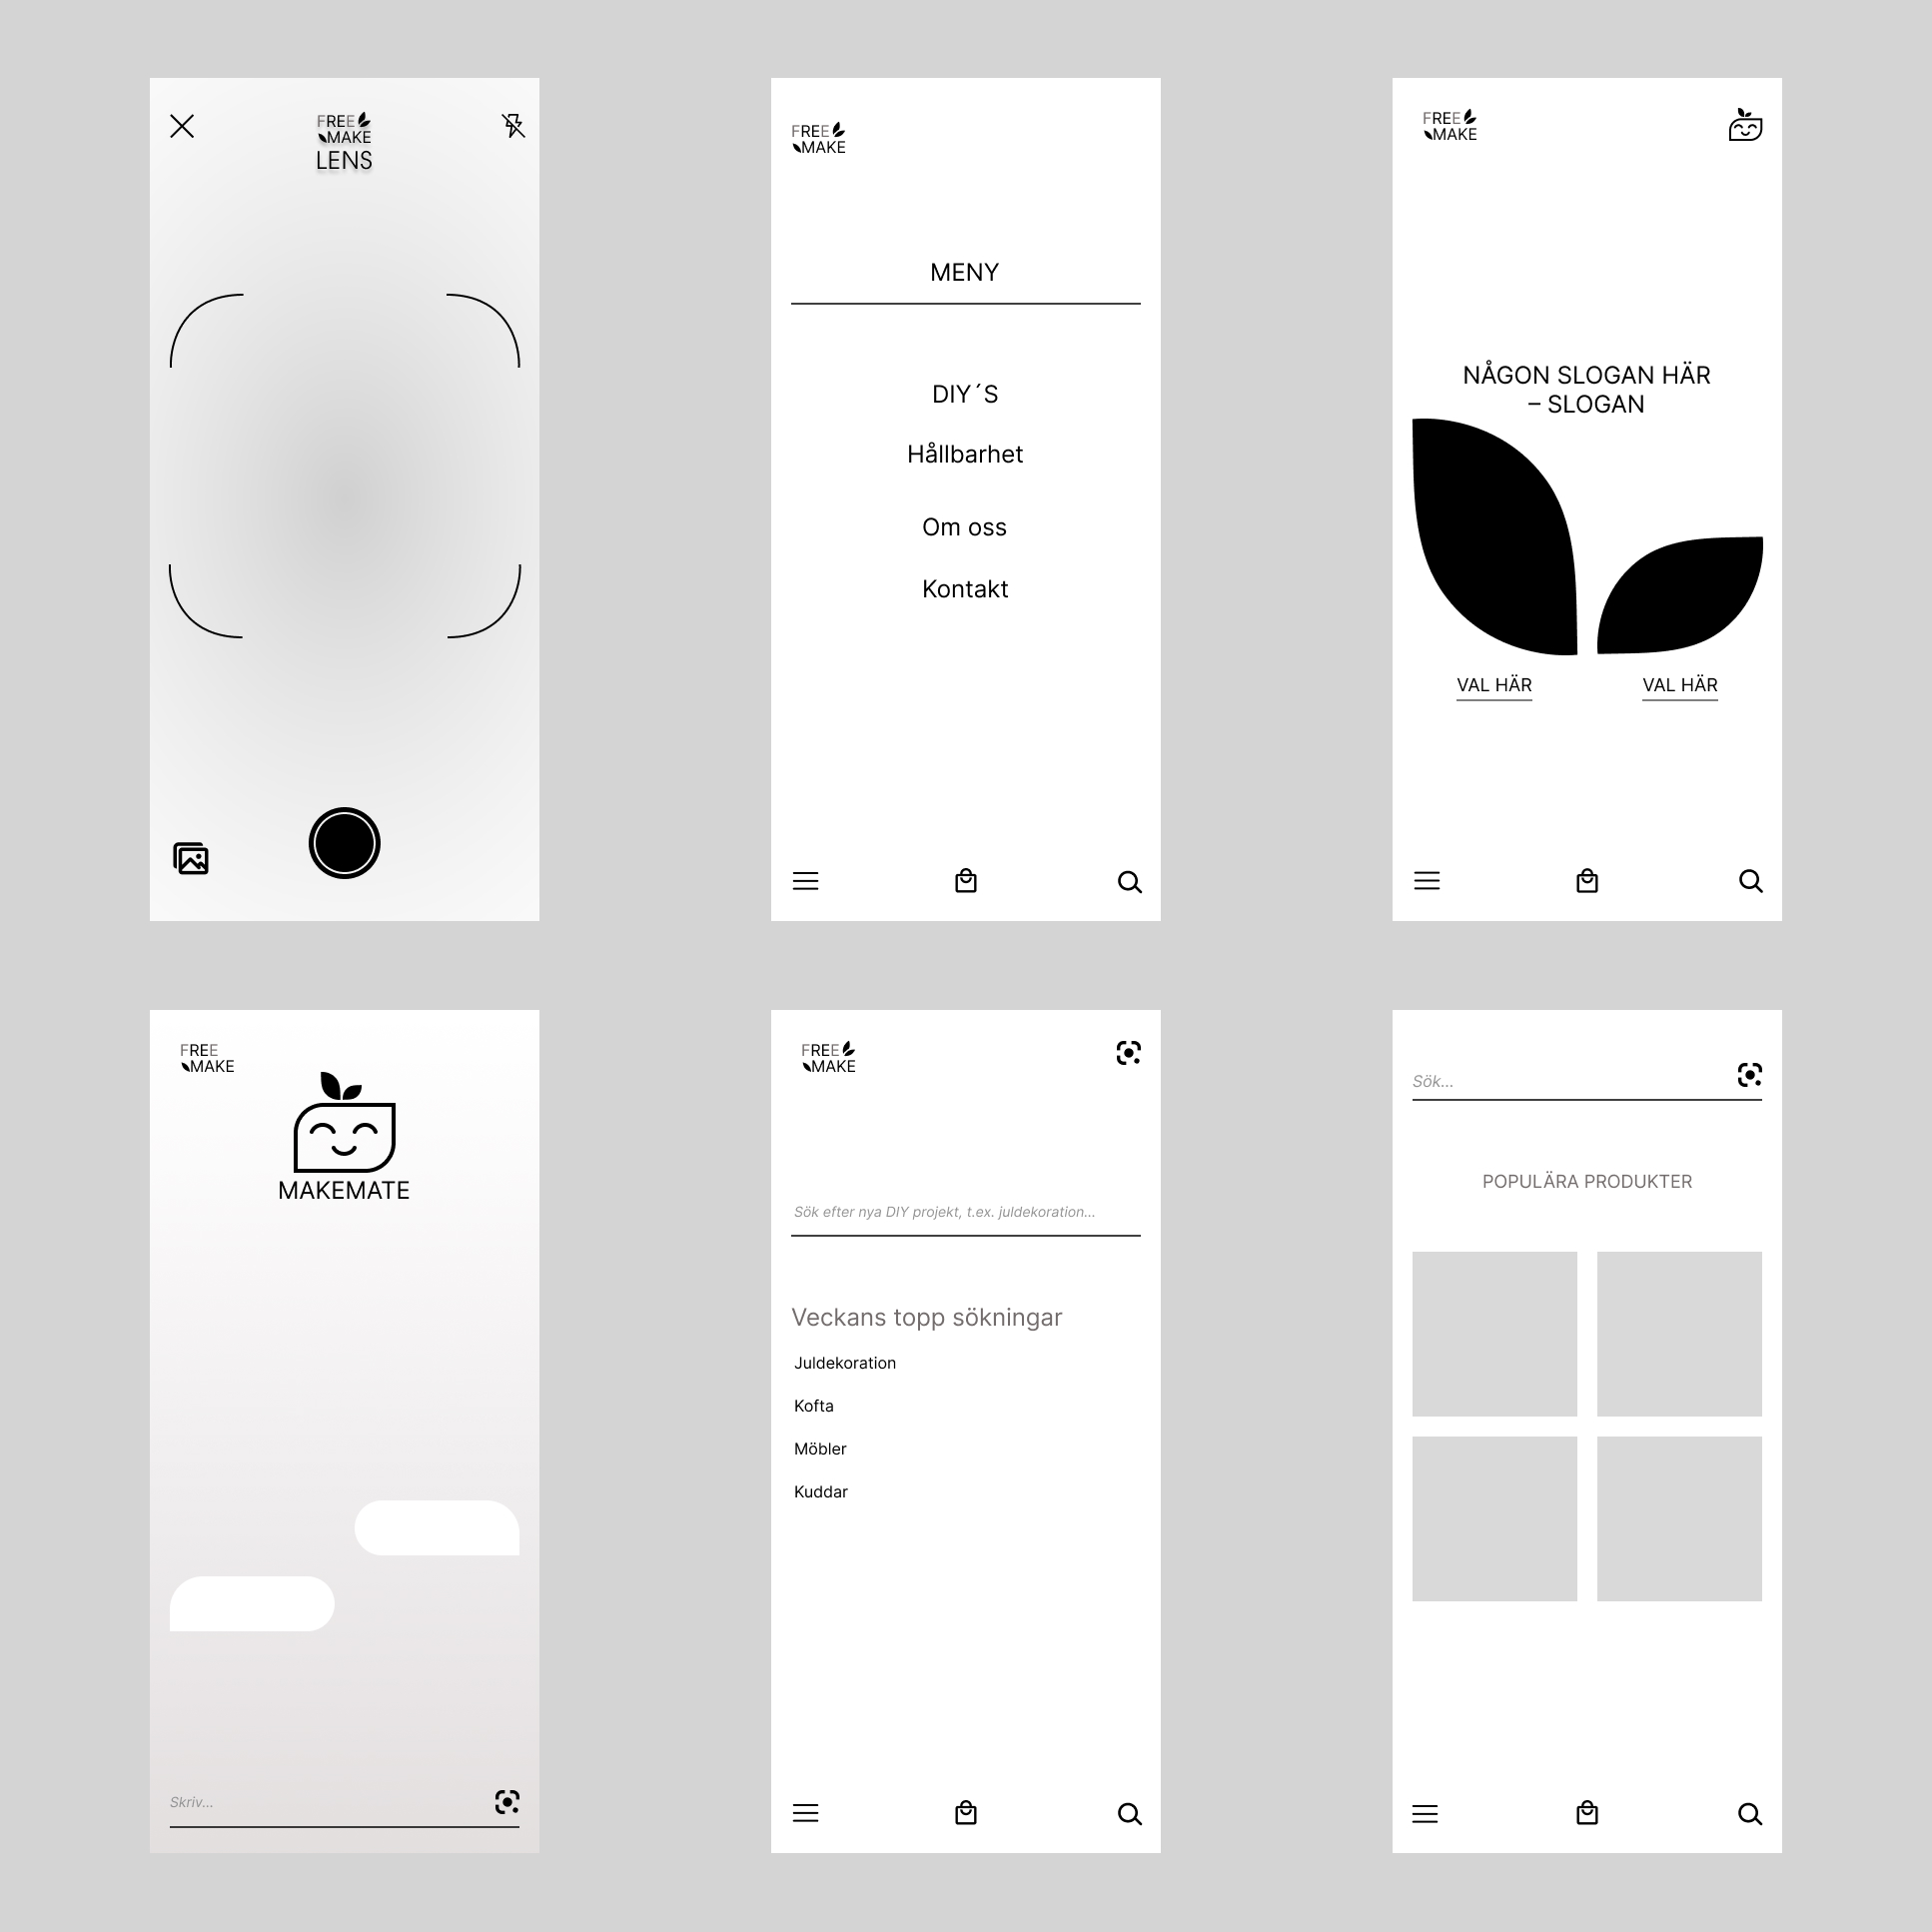 FREE
MAKE
LENS
FREE
MAKE
MENY
DIY´S
Hållbarhet
Om oss
Kontakt
FREE
MAKE
NÅGON SLOGAN HÄR
– SLOGAN
VAL HÄR
VAL HÄR
FREE
MAKE
MAKEMATE
Skriv...
FREE
MAKE
Sök efter nya DIY projekt, t.ex. juldekoration...
Veckans topp sökningar
Juldekoration
Kofta
Möbler
Kuddar
Sök...
POPULÄRA PRODUKTER